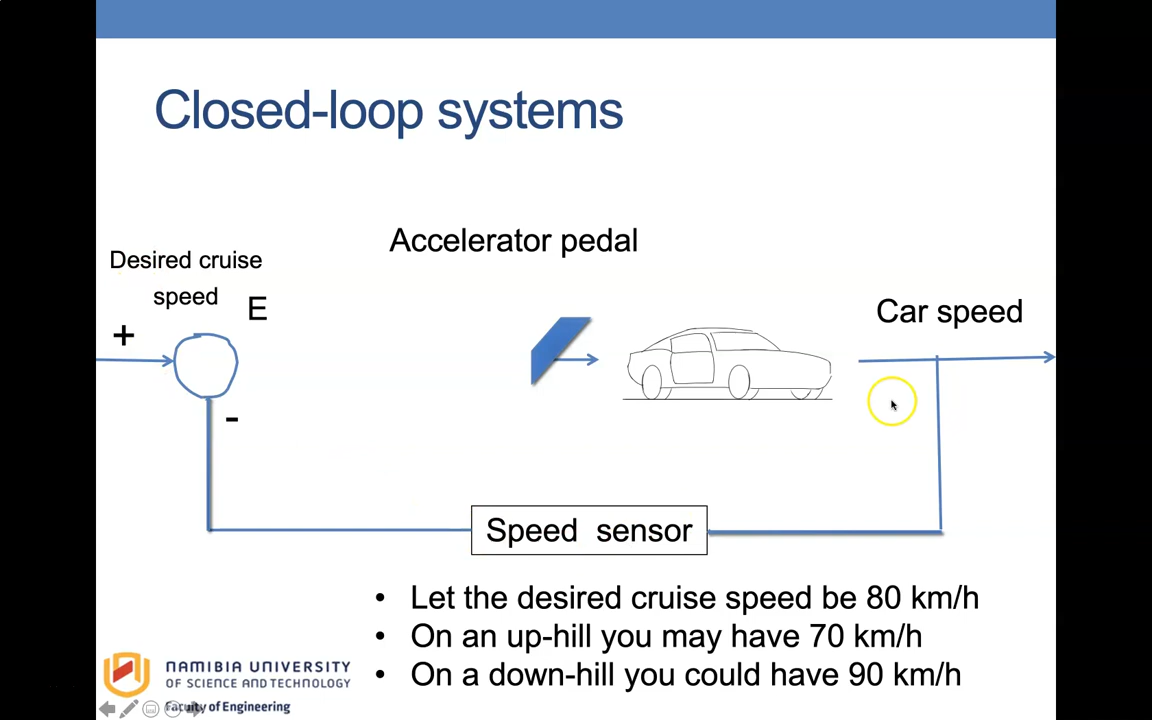 Closed-loop systems
Accelerator pedal
Desired cruise
speed
E
Car speed
+
-
Speed sensor
• Let the desired cruise speed be 80 km/h
• On an up-hill you may have 70 km/h
• On a down-hill you could have 90 km/h
NAMIBIA UNIVERSITY
OF SCIENCE AND TECHNOLOGY
Faculty of Engineering